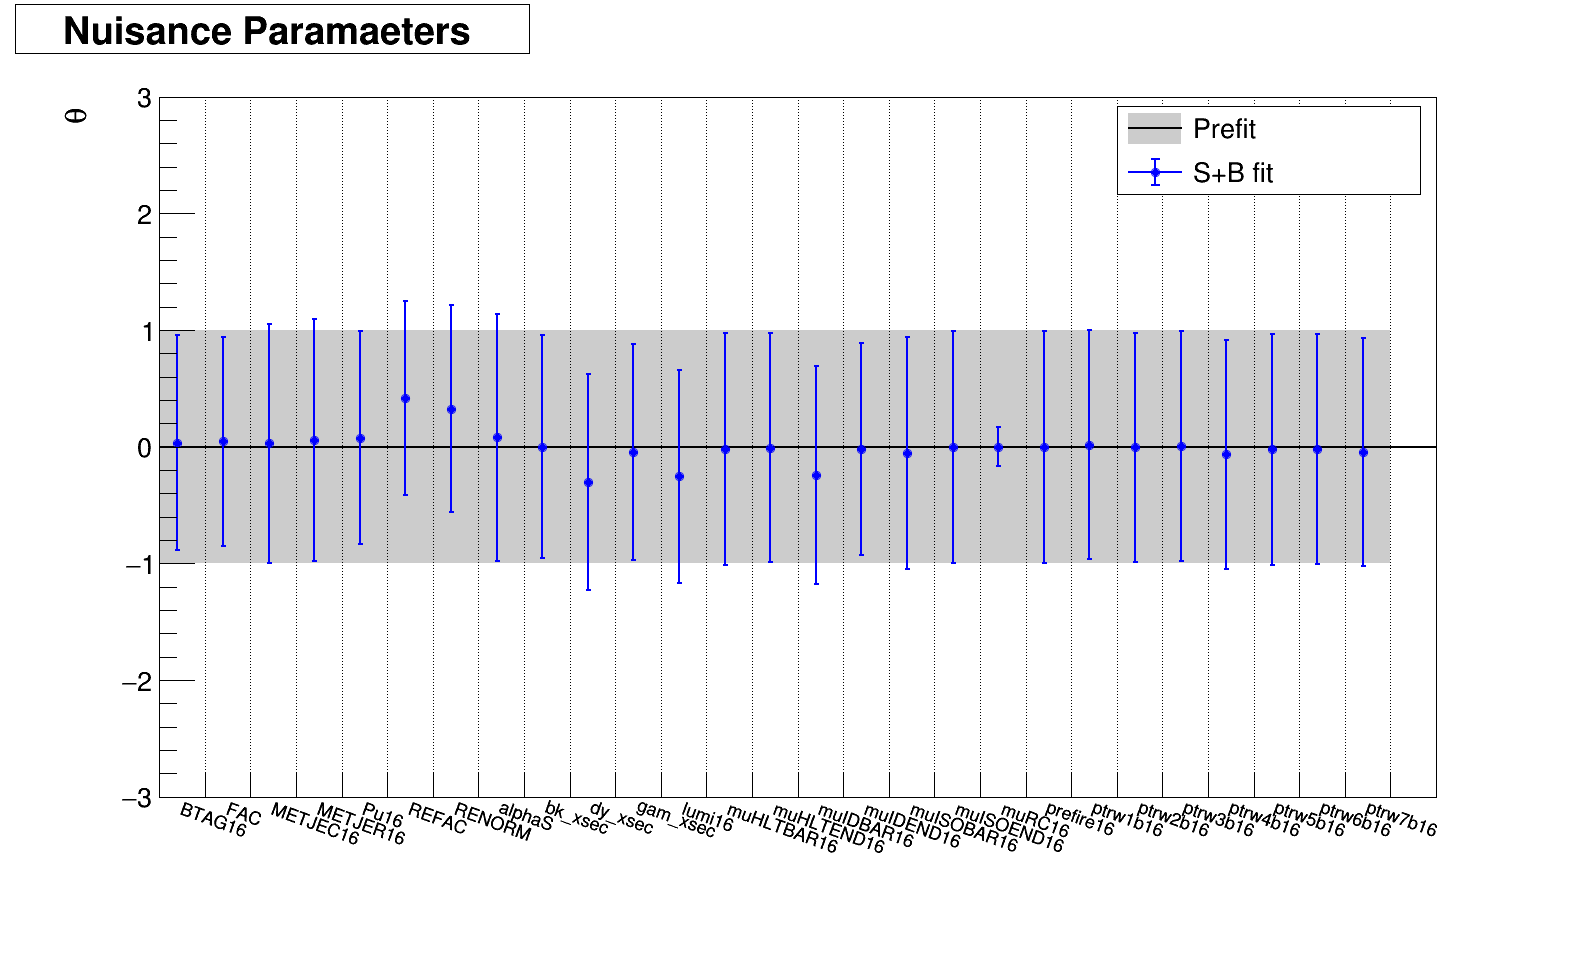 Nuisance Paramaeters
θ
3
2
1
0
−1
−2
−3
Prefit
S+B fit
BTAG16
FAC
METJEC16
METJER16
Pu16
REFAC
RENORM
alphaS
bk_xsec
dy_xsec
gam_xsec
lumi16
muHLTBAR16
muHLTEND16
muIDBAR16
muIDEND16
muISOBAR16
muISOEND16
muRC16
prefire16
ptrw1b16
ptrw2b16
ptrw3b16
ptrw4b16
ptrw5b16
ptrw6b16
ptrw7b16